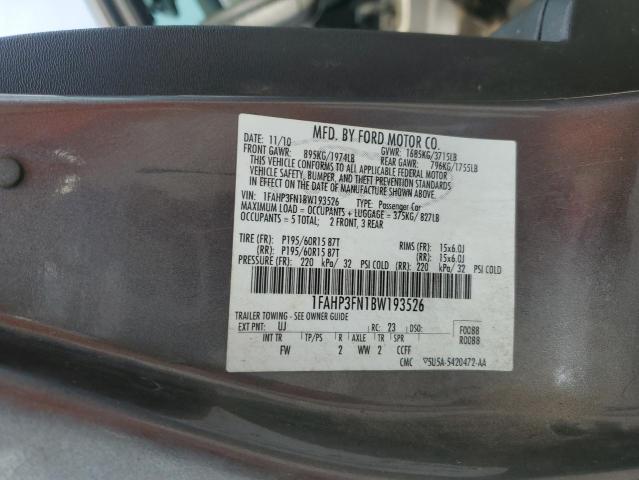 MFD. BY FORD MOTOR CO.
DATE: 11/10 GVWR: 1685KG/3715LB
FRONT GAWR: 895KG/1974LB REAR GAWR: 796KG/1755LB
THIS VEHICLE CONFORMS TO ALL APPLICABLE FEDERAL MOTOR
VEHICLE SAFETY, BUMPER, AND THEFT PREVENTION STANDARDS
IN EFFECT ON THE DATE OF MANUFACTURE SHOWN ABOVE.
VIN: 1FAHP3FN1BW193526 TYPE: Passenger Car
MAXIMUM LOAD = OCCUPANTS + LUGGAGE = 375KG/ 827LB
OCCUPANTS = 5 TOTAL; 2 FRONT, 3 REAR
TIRE (FR): P195/60R15 87T RIMS (FR): 15x6.0J
(RR): P195/60R15 87T (RR): 15x6.0J
PRESSURE (FR): 220 kPa/ 32 PSI COLD (RR): 220 kPa/ 32 PSI COLD
1FAHP3FN1BW193526
TRAILER TOWING - SEE OWNER GUIDE
EXT PNT: UJ RC: 23 DSO: F0088
R0088
INT TR TP/PS R AXLE TR SPR
FW 2 WW 2 CCFF
CMC ▽5U5A-5420472-AA